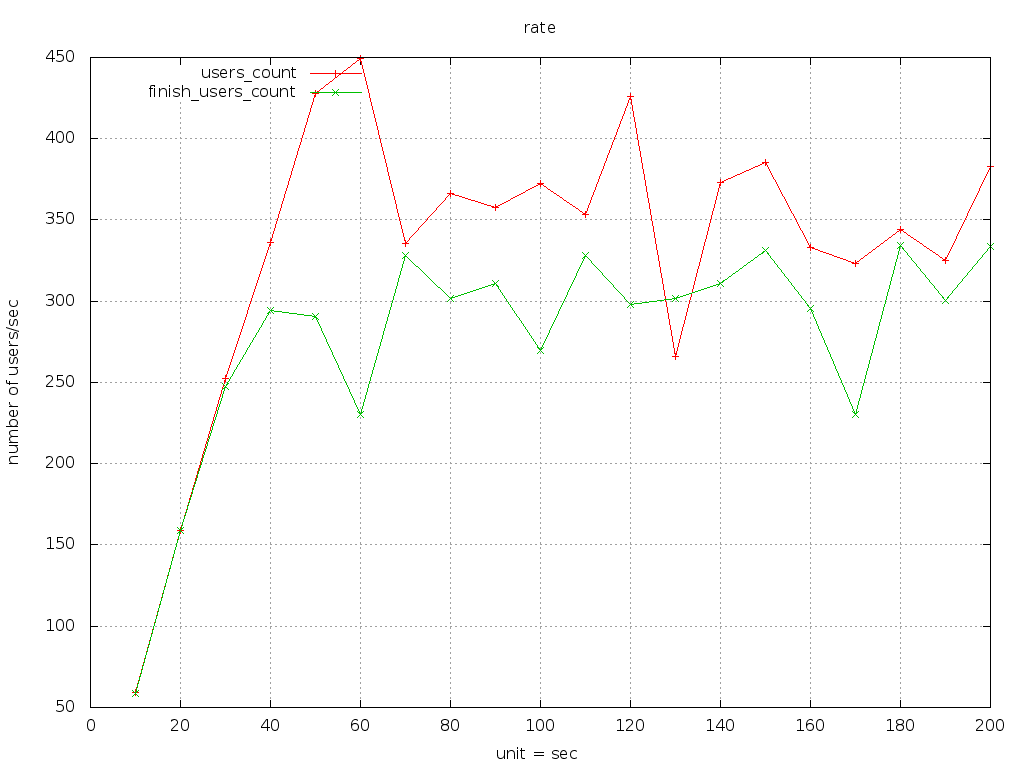 rate
450
users_count
finish_users_count
400
350
300
250
200
150
100
50
number of users/sec
0 20 40 60 80 100 120 140 160 180 200
unit = sec